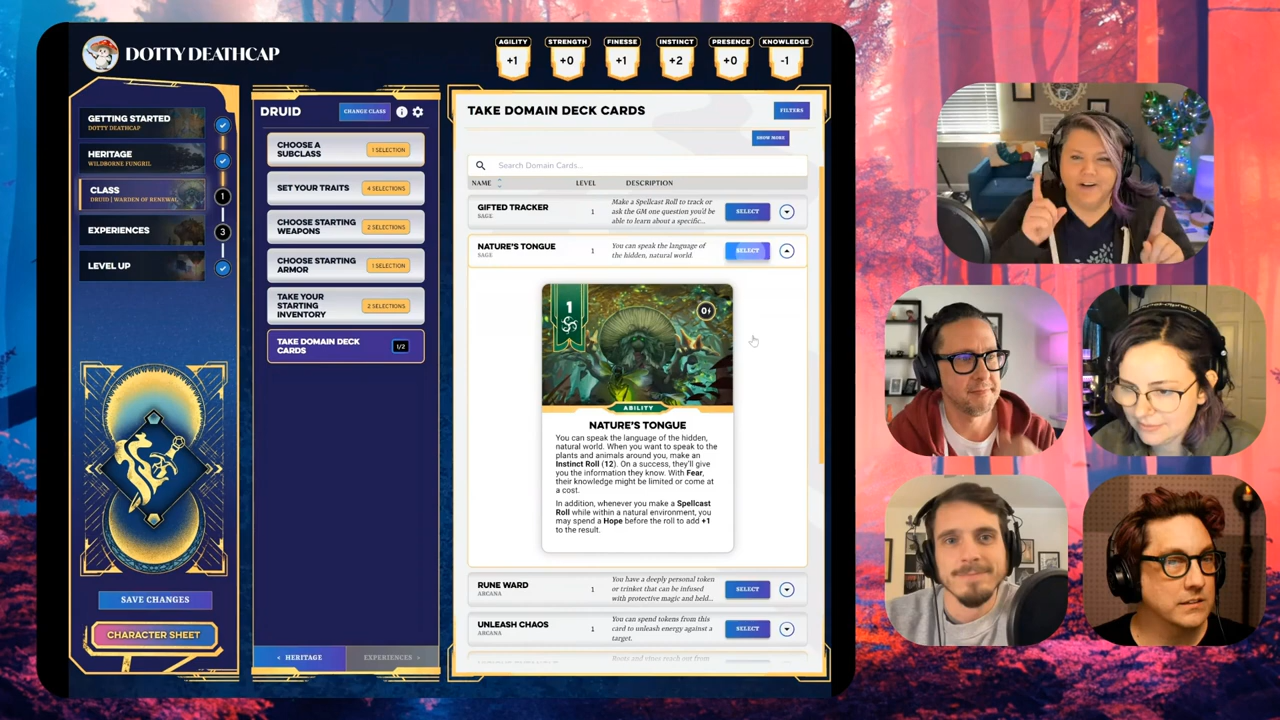 DOTTY DEATHCAP
AGILITY
+1
STRENGTH
+0
FINESSE
+1
INSTINCT
+2
PRESENCE
+0
KNOWLEDGE
-1
GETTING STARTED
DOTTY DEATHCAP
HERITAGE
WILDBORNE FUNGRIL
CLASS
DRUID | WARDEN OF RENEWAL
1
EXPERIENCES
3
LEVEL UP
SAVE CHANGES
CHARACTER SHEET
DRUID
CHANGE CLASS
CHOOSE A
SUBCLASS
1 SELECTION
SET YOUR TRAITS
4 SELECTIONS
CHOOSE STARTING
WEAPONS
2 SELECTIONS
CHOOSE STARTING
ARMOR
1 SELECTION
TAKE YOUR
STARTING
INVENTORY
2 SELECTIONS
TAKE DOMAIN DECK
CARDS
1/2
< HERITAGE
EXPERIENCES >
TAKE DOMAIN DECK CARDS
FILTERS
SHOW MORE
Search Domain Cards...
NAME LEVEL DESCRIPTION
GIFTED TRACKER
SAGE
1
Make a Spellcast Roll to track or
ask the GM one question you'd be
able to learn about a specific...
SELECT
NATURE'S TONGUE
SAGE
1
You can speak the language of
the hidden, natural world
SELECT
1
0
ABILITY
NATURE'S TONGUE
You can speak the language of the hidden,
natural world. When you want to speak to the
plants and animals around you, make an
Instinct Roll (12). On a success, they'll give
you the information they know. With Fear,
their knowledge might be limited or come at
a cost.
In addition, whenever you make a Spellcast
Roll while within a natural environment, you
may spend a Hope before the roll to add +1
to the result.
RUNE WARD
ARCANA
1
You have a deeply personal token
or trinket that can be infused
with protective magic and held...
SELECT
UNLEASH CHAOS
ARCANA
1
You can spend tokens from this
card to unleash energy against a
target.
SELECT
Roots and vines reach out from